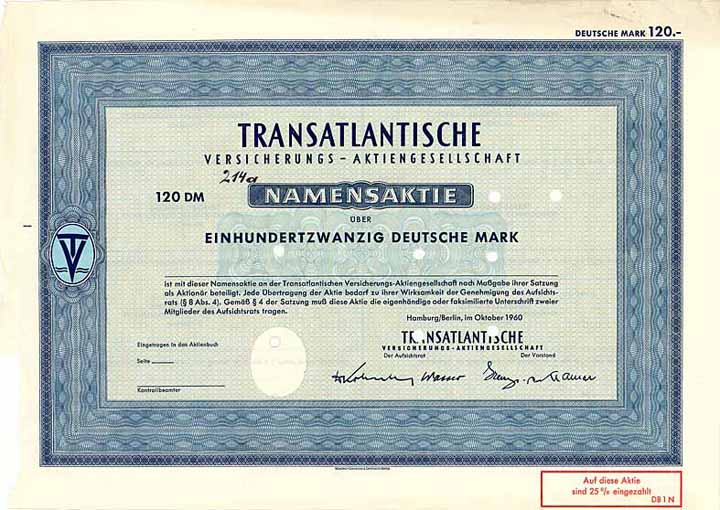 DEUTSCHE MARK 120.-
TRANSATLANTISCHE
VERSICHERUNGS - AKTIENGESELLSCHAFT
214a
120 DM NAMENSAKTIE
ÜBER
EINHUNDERTZWANZIG DEUTSCHE MARK
TV
ist mit dieser Namensaktie an der Transatlantischen Versicherungs-Aktiengesellschaft nach Maßgabe ihrer Satzung
als Aktionär beteiligt. Jede Übertragung der Aktie bedarf zu ihrer Wirksamkeit der Genehmigung des Aufsichts-
rats (§ 8 Abs. 4). Gemäß § 4 der Satzung muß diese Aktie die eigenhändige oder faksimilierte Unterschrift zweier
Mitglieder des Aufsichtsrats tragen.
Hamburg/Berlin, im Oktober 1960
Eingetragen in das Aktienbuch
TRANSATLANTISCHE
VERSICHERUNGS-AKTIENGESELLSCHAFT
Der Aufsichtsrat Der Vorstand
Seite
Kontrollbeamter
Auf diese Aktie
sind 25 % eingezahlt
DB 1 N